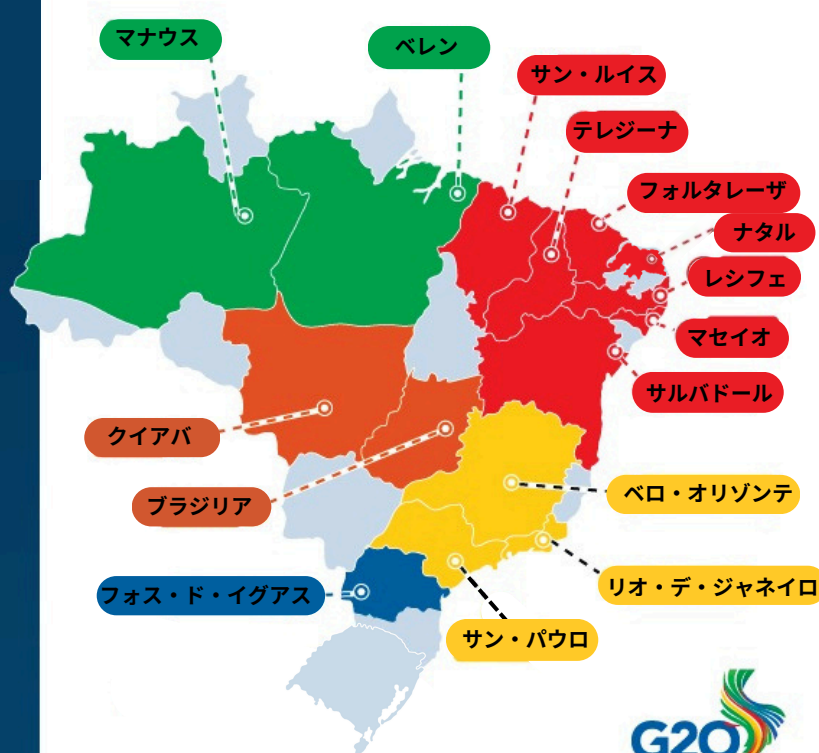 マナウス
ベレン
サン・ルイス
テレジーナ
フォルタレーザ
ナタル
レシフェ
マセイオ
サルバドール
クイアバ
ブラジリア
ベロ・オリゾンテ
フォス・ド・イグアス
リオ・デ・ジャネイロ
サン・パウロ
G20